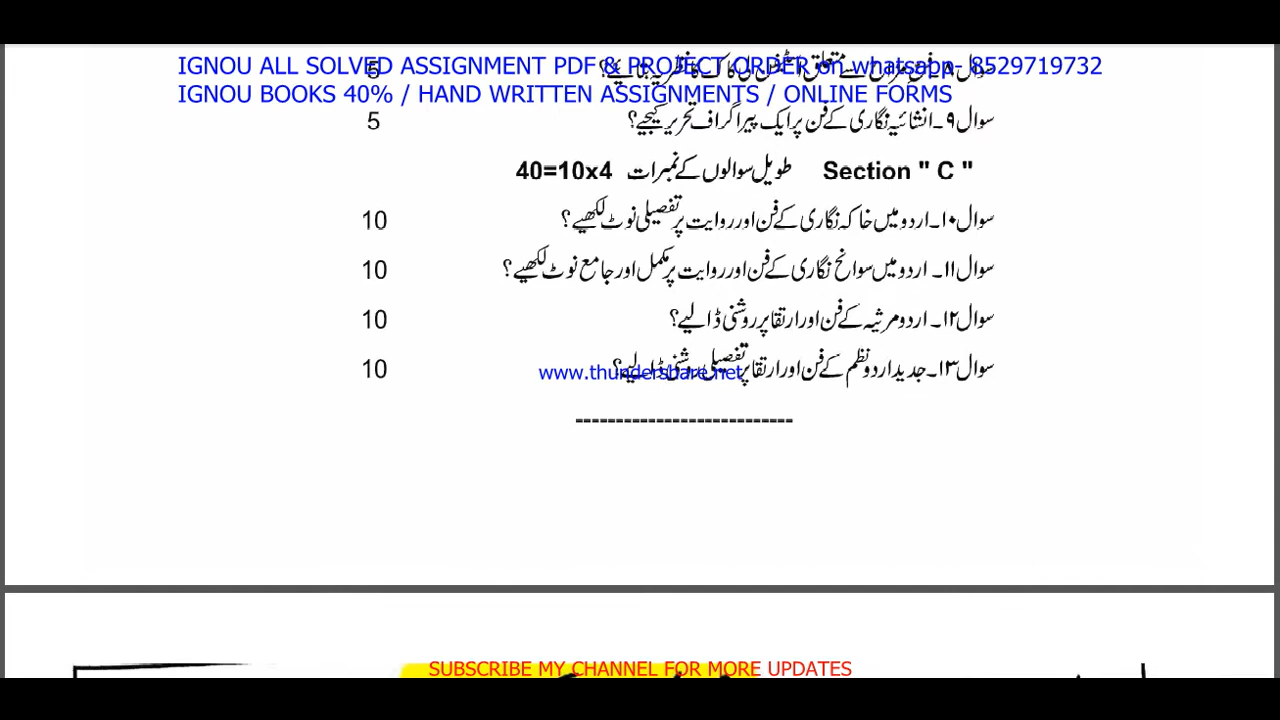 IGNOU ALL SOLVED ASSIGNMENT PDF & PROJECT ORDER on whatsapp- 8529719732
5
IGNOU BOOKS 40% / HAND WRITTEN ASSIGNMENTS / ONLINE FORMS
سوال ۹۔ انشائیہ نگاری کے فن پر ایک پیراگراف تحریر کیجیے؟ 5
Section " C " طویل سوالوں کے نمبرات 40=10x4
سوال ۱۰۔ اردو میں خاکہ نگاری کے فن اور روایت پر تفصیلی نوٹ لکھیے؟ 10
سوال ۱۱۔ اردو میں سوانح نگاری کے فن اور روایت پر مکمل اور جامع نوٹ لکھیے؟ 10
سوال ۱۲۔ اردو مرثیہ کے فن اور ارتقا پر روشنی ڈالیے؟ 10
سوال ۱۳۔ جدید اردو نظم کے فن اور ارتقا پر تفصیلی روشنی ڈالیے؟ 10
www.thundershare.net
---------------------------
SUBSCRIBE MY CHANNEL FOR MORE UPDATES